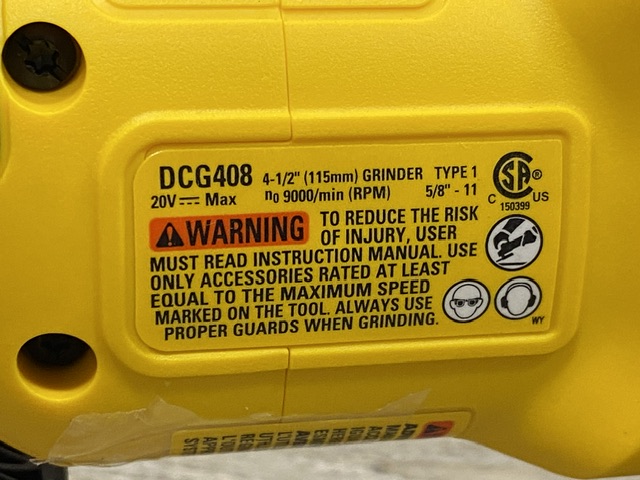 DCG408 4-1/2" (115mm) GRINDER TYPE 1
20V ⎓ Max n₀ 9000/min (RPM) 5/8" - 11
SA ®
C US
150399
WARNING TO REDUCE THE RISK
OF INJURY, USER
MUST READ INSTRUCTION MANUAL. USE
ONLY ACCESSORIES RATED AT LEAST
EQUAL TO THE MAXIMUM SPEED
MARKED ON THE TOOL. ALWAYS USE
PROPER GUARDS WHEN GRINDING.
WY